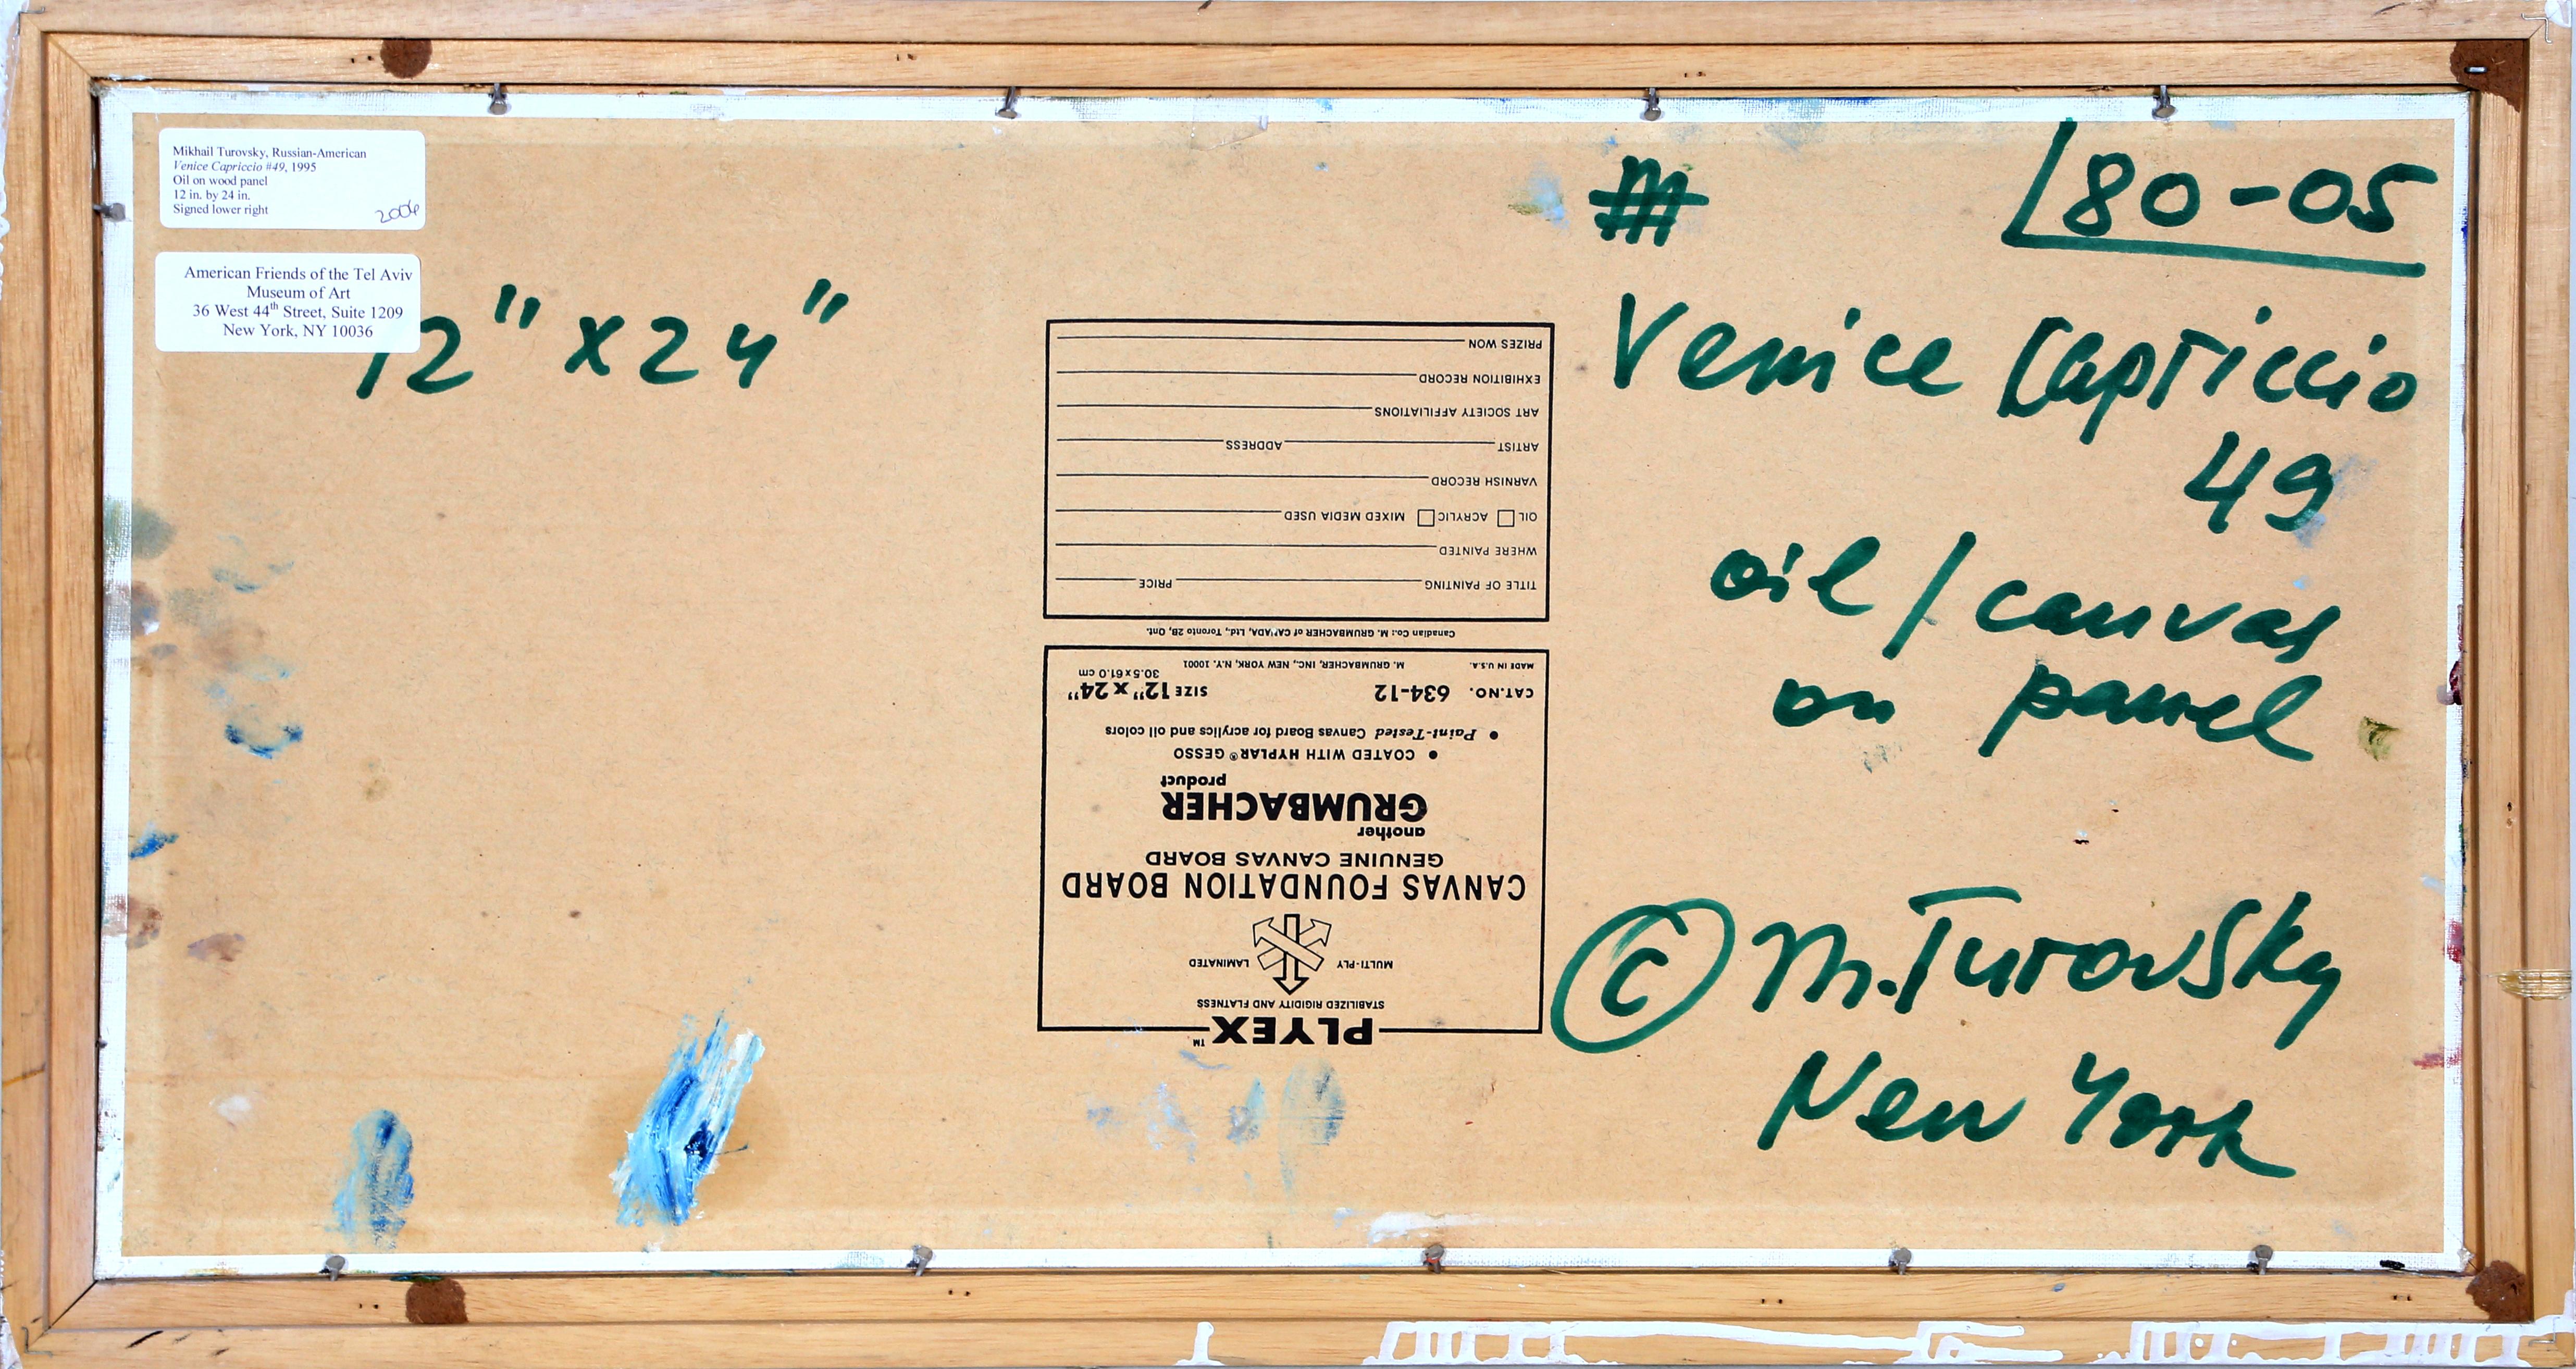 Mikhail Turovsky, Russian-American
Venice Capriccio #49, 1995
Oil on wood panel
12 in. by 24 in.
Signed lower right
2006
American Friends of the Tel Aviv
Museum of Art
36 West 44th Street, Suite 1209
New York, NY 10036
12" x 24"
80-05
Venice Capriccio
49
oil / canvas
on panel
© M. Turovsky
New York
PLYEX™
STABILIZED RIGIDITY AND FLATNESS
MULTI-PLY LAMINATED
CANVAS FOUNDATION BOARD
GENUINE CANVAS BOARD
another
GRUMBACHER
product
• COATED WITH HYPLAR® GESSO
• Paint-Tested Canvas Board for acrylics and oil colors
CAT.NO. 634-12 SIZE 12" x 24"
30.5 x 61.0 cm
MADE IN U.S.A. M. GRUMBACHER, INC., NEW YORK, N.Y. 10001
Canadian Co.: M. GRUMBACHER of CANADA, Ltd., Toronto 2B, Ont.
TITLE OF PAINTING PRICE
WHERE PAINTED
OIL ACRYLIC MIXED MEDIA USED
VARNISH RECORD
ARTIST ADDRESS
ART SOCIETY AFFILIATIONS
EXHIBITION RECORD
PRIZES WON